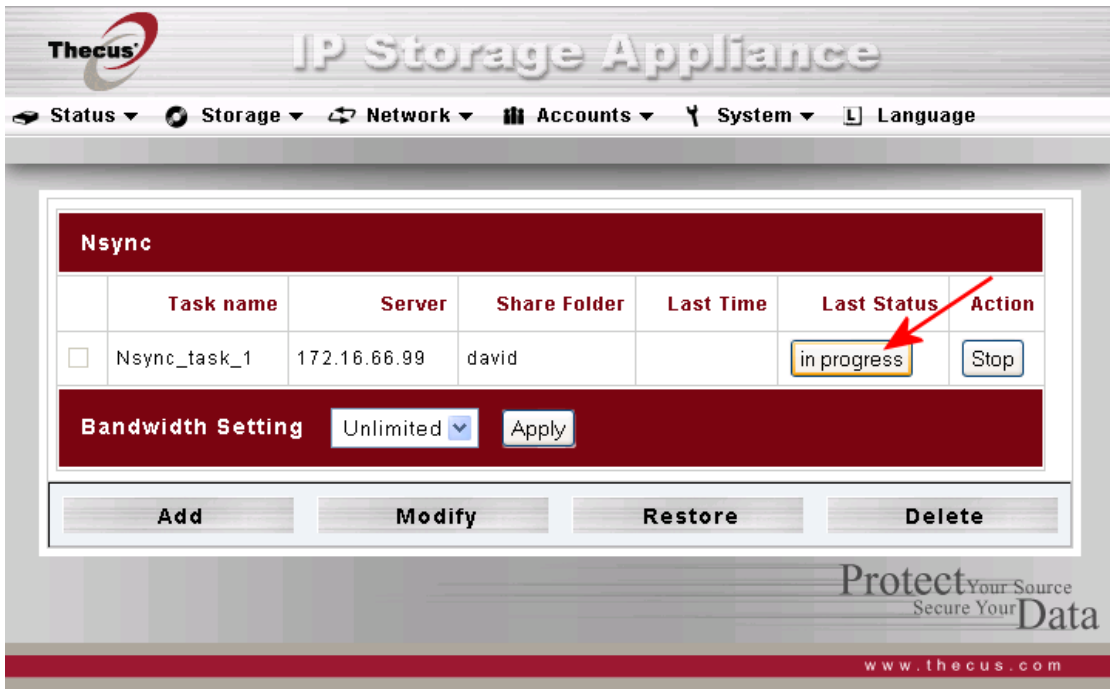 Thecus
IP Storage Appliance
Status Storage Network Accounts System L Language
Nsync
Task name Server Share Folder Last Time Last Status Action
Nsync_task_1 172.16.66.99 david in progress Stop
Bandwidth Setting Unlimited Apply
Add Modify Restore Delete
Protect Your Source
Secure Your Data
www.thecus.com